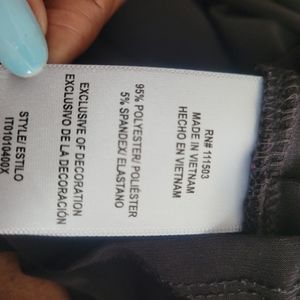 RN# 111503
MADE IN VIETNAM
HECHO EN VIETNAM
95% POLYESTER/ POLIÉSTER
5% SPANDEX/ ELASTANO
EXCLUSIVE OF DECORATION
EXCLUSIVO DE LA DECORACIÓN
STYLE/ ESTILO
IT01010400X